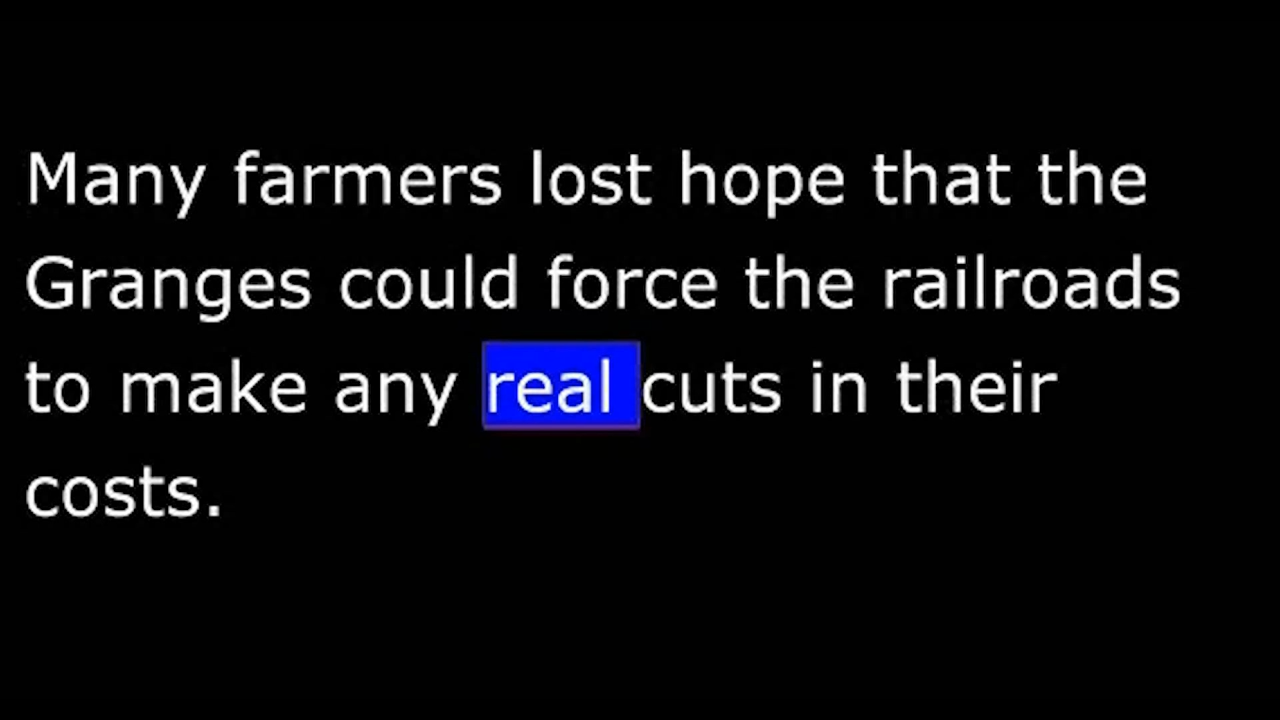 Many farmers lost hope that the
Granges could force the railroads
to make any real cuts in their
costs.